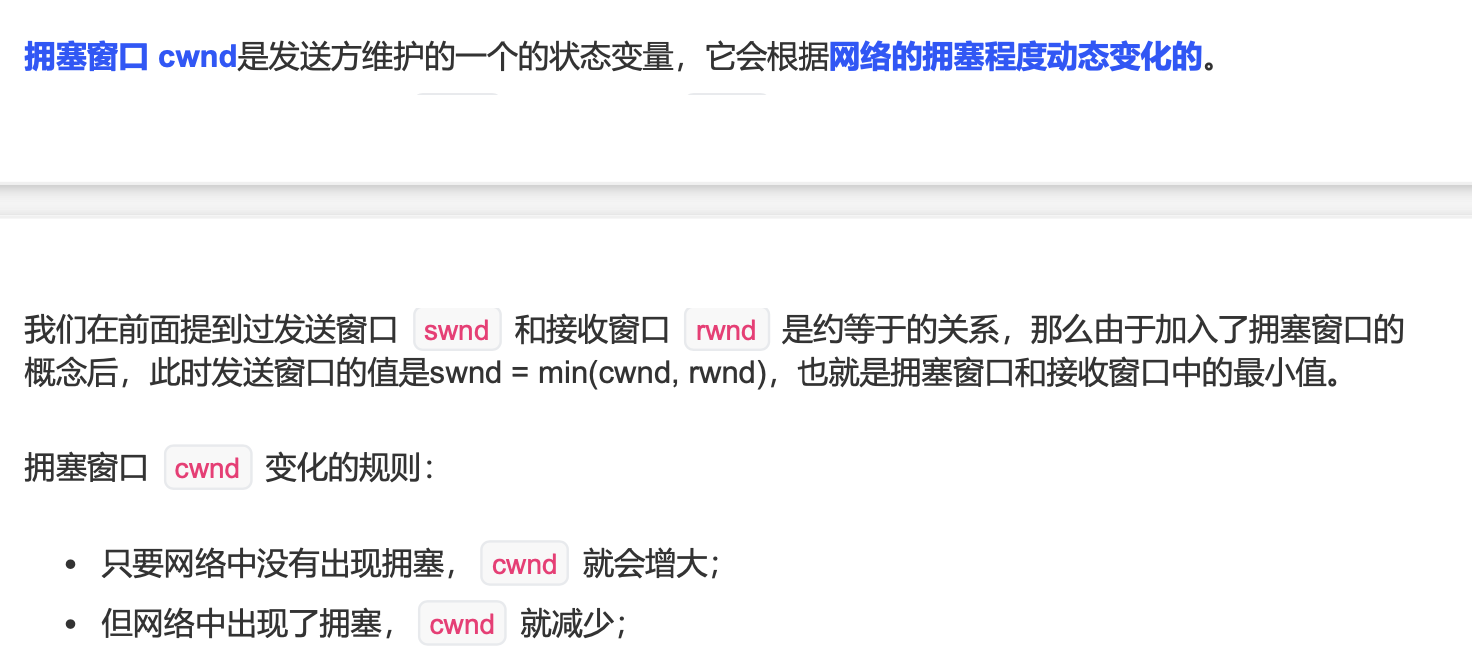 拥塞窗口 cwnd是发送方维护的一个的状态变量，它会根据网络的拥塞程度动态变化的。
我们在前面提到过发送窗口 swnd 和接收窗口 rwnd 是约等于的关系，那么由于加入了拥塞窗口的
概念后，此时发送窗口的值是swnd = min(cwnd, rwnd)，也就是拥塞窗口和接收窗口中的最小值。
拥塞窗口 cwnd 变化的规则：
• 只要网络中没有出现拥塞， cwnd 就会增大；
• 但网络中出现了拥塞， cwnd 就减少；